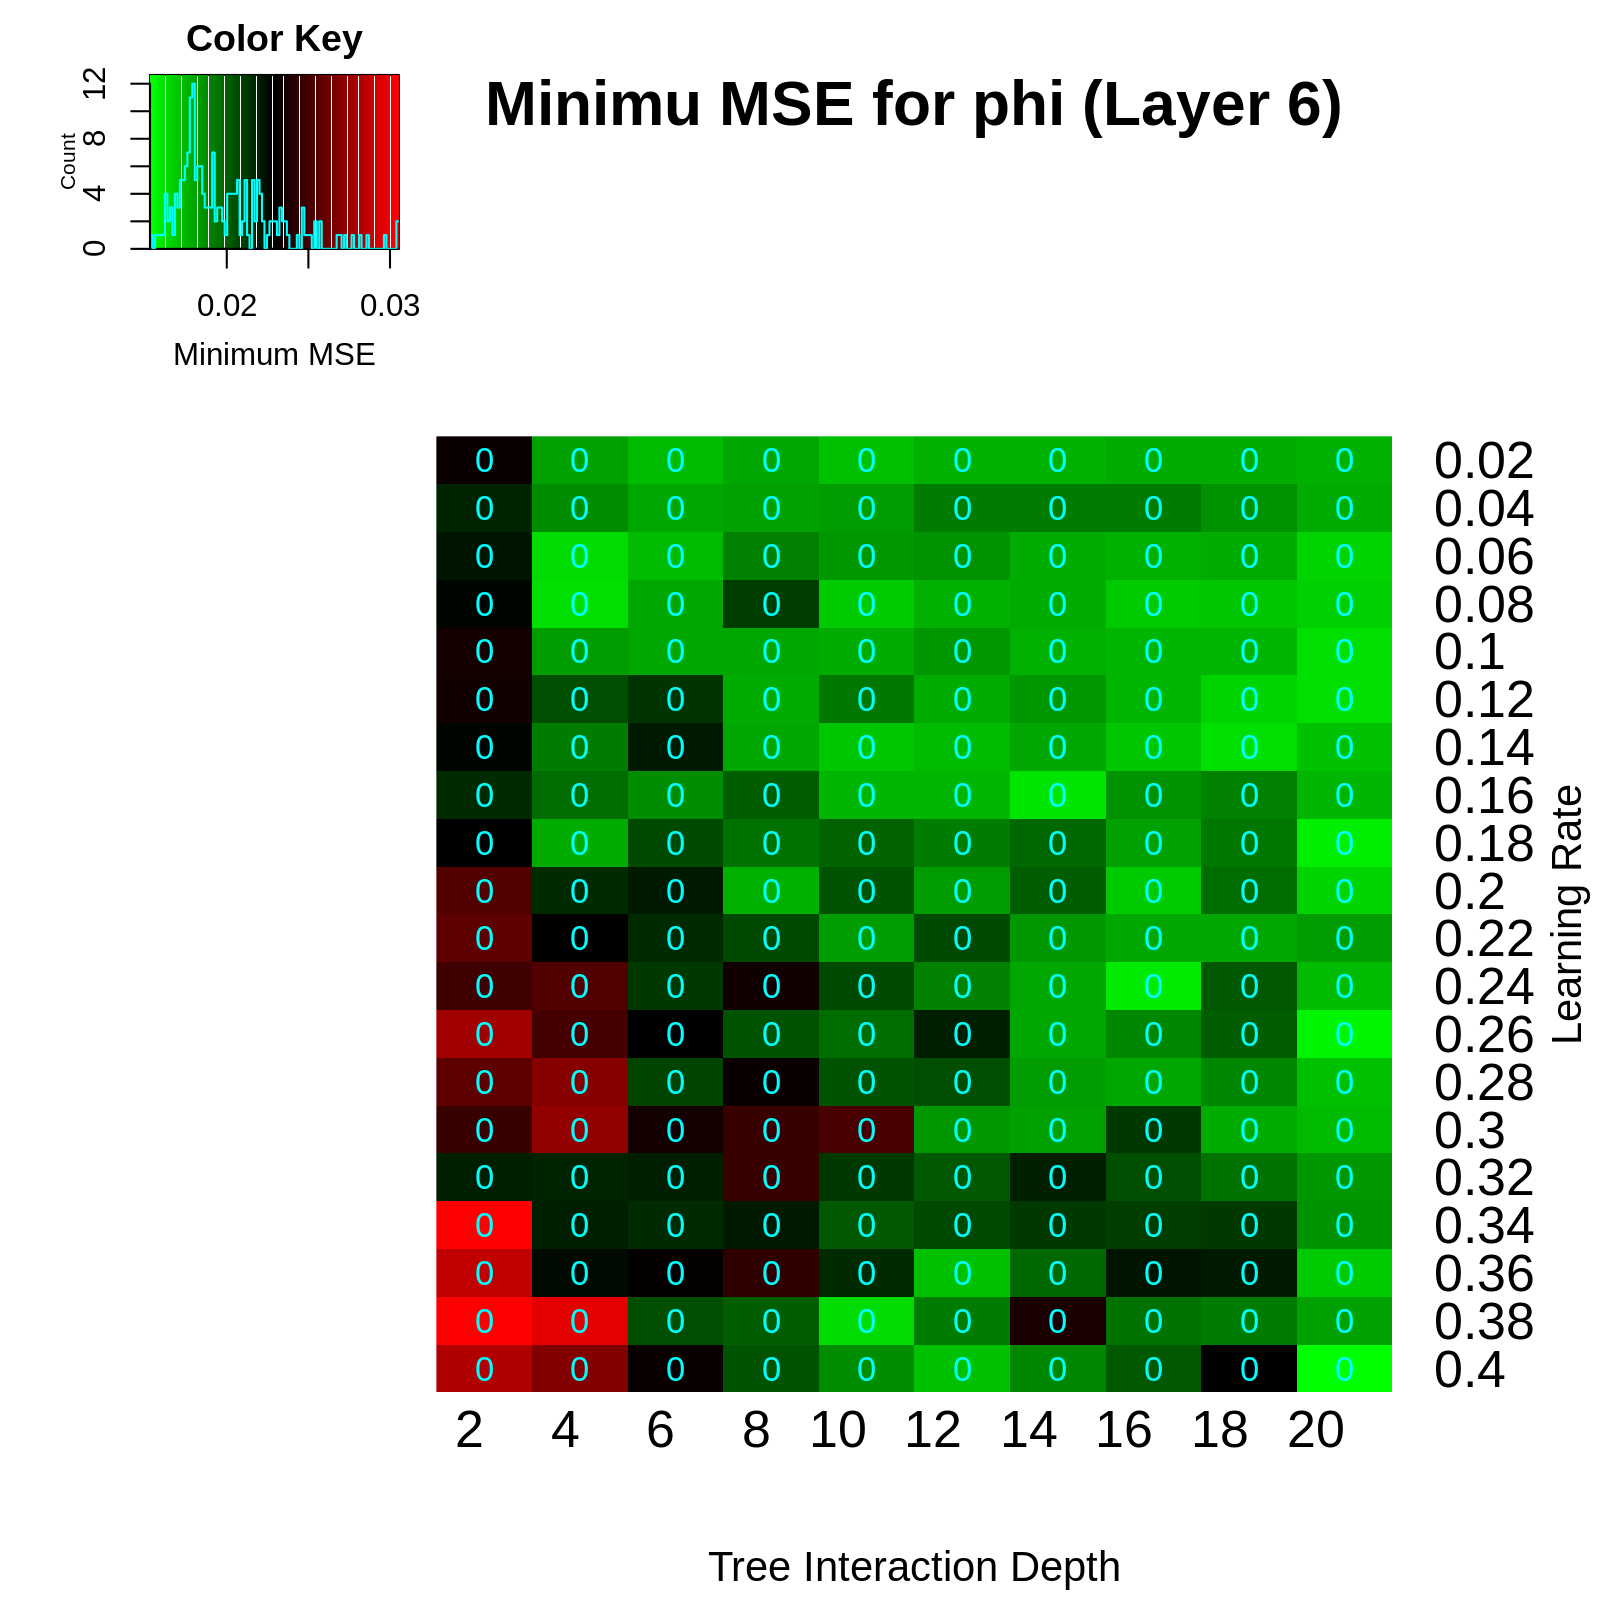 Color Key
Minimu MSE for phi (Layer 6)
Count
12
8
4
0
0.02 0.03
Minimum MSE
0 0 0 0 0 0 0 0 0 0 0.02
0 0 0 0 0 0 0 0 0 0 0.04
0 0 0 0 0 0 0 0 0 0 0.06
0 0 0 0 0 0 0 0 0 0 0.08
0 0 0 0 0 0 0 0 0 0 0.1
0 0 0 0 0 0 0 0 0 0 0.12
0 0 0 0 0 0 0 0 0 0 0.14
0 0 0 0 0 0 0 0 0 0 0.16
0 0 0 0 0 0 0 0 0 0 0.18
0 0 0 0 0 0 0 0 0 0 0.2
0 0 0 0 0 0 0 0 0 0 0.22
0 0 0 0 0 0 0 0 0 0 0.24
0 0 0 0 0 0 0 0 0 0 0.26
0 0 0 0 0 0 0 0 0 0 0.28
0 0 0 0 0 0 0 0 0 0 0.3
0 0 0 0 0 0 0 0 0 0 0.32
0 0 0 0 0 0 0 0 0 0 0.34
0 0 0 0 0 0 0 0 0 0 0.36
0 0 0 0 0 0 0 0 0 0 0.38
0 0 0 0 0 0 0 0 0 0 0.4
Learning Rate
2 4 6 8 10 12 14 16 18 20
Tree Interaction Depth